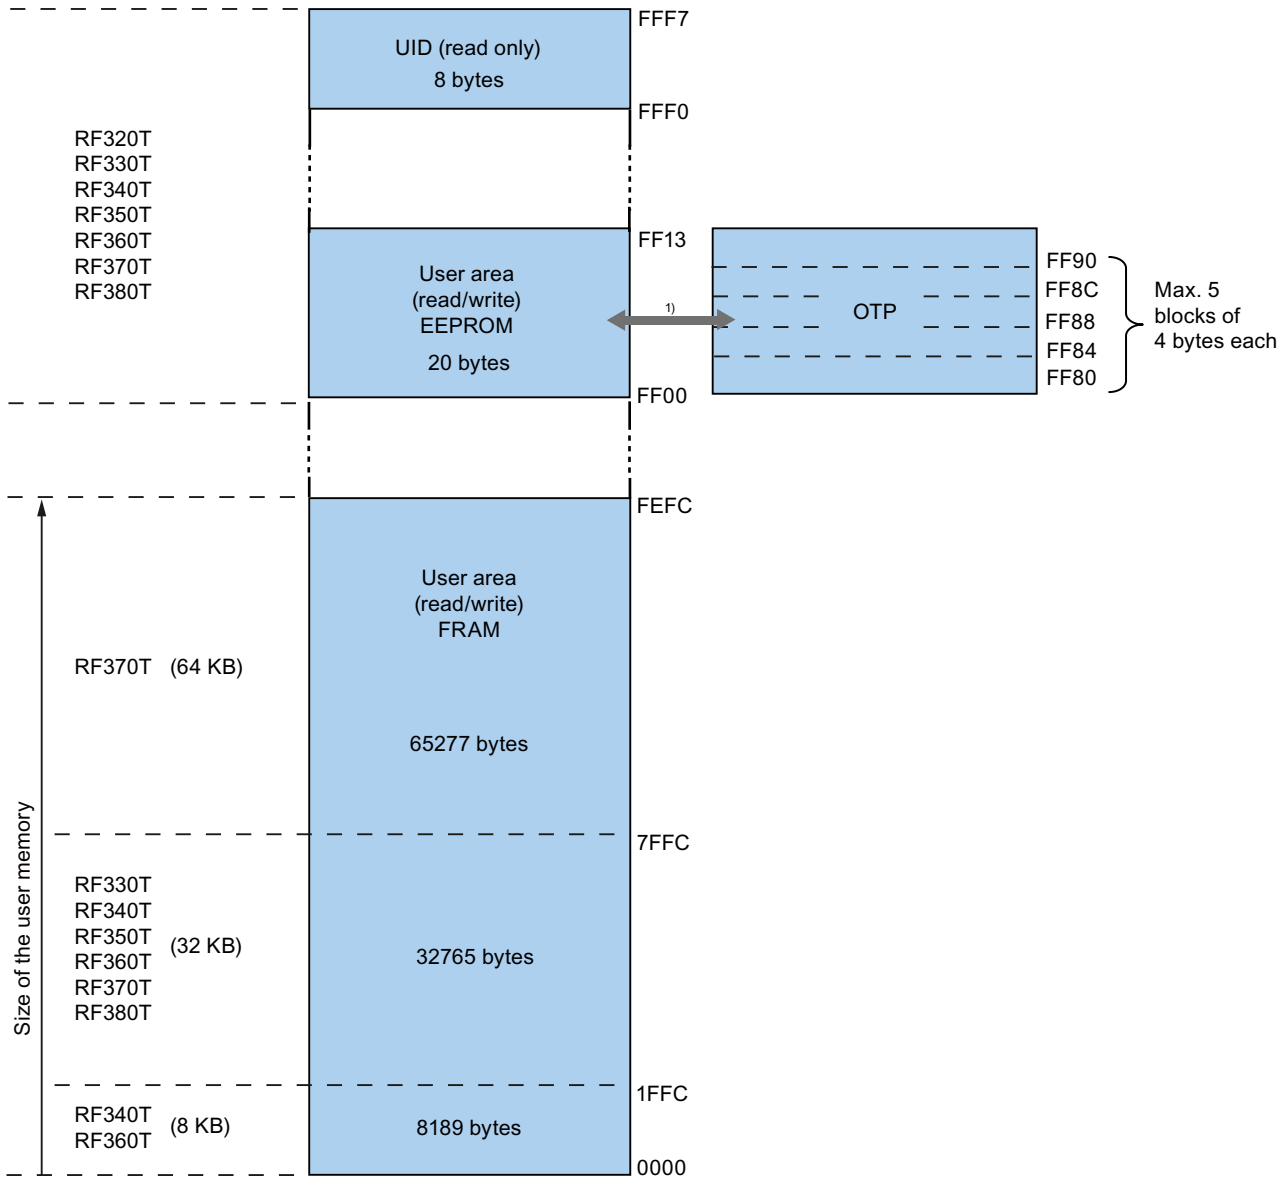 FFF7
UID (read only)
8 bytes
FFF0
RF320T
RF330T
RF340T
RF350T
RF360T
RF370T
RF380T
FF13
User area
(read/write)
EEPROM
20 bytes
FF00
1)
OTP
FF90
FF8C
FF88
FF84
FF80
Max. 5
blocks of
4 bytes each
FEFC
User area
(read/write)
FRAM
RF370T (64 KB)
65277 bytes
7FFC
Size of the user memory
RF330T
RF340T
RF350T
RF360T
RF370T
RF380T
(32 KB)
32765 bytes
1FFC
RF340T
RF360T
(8 KB)
8189 bytes
0000